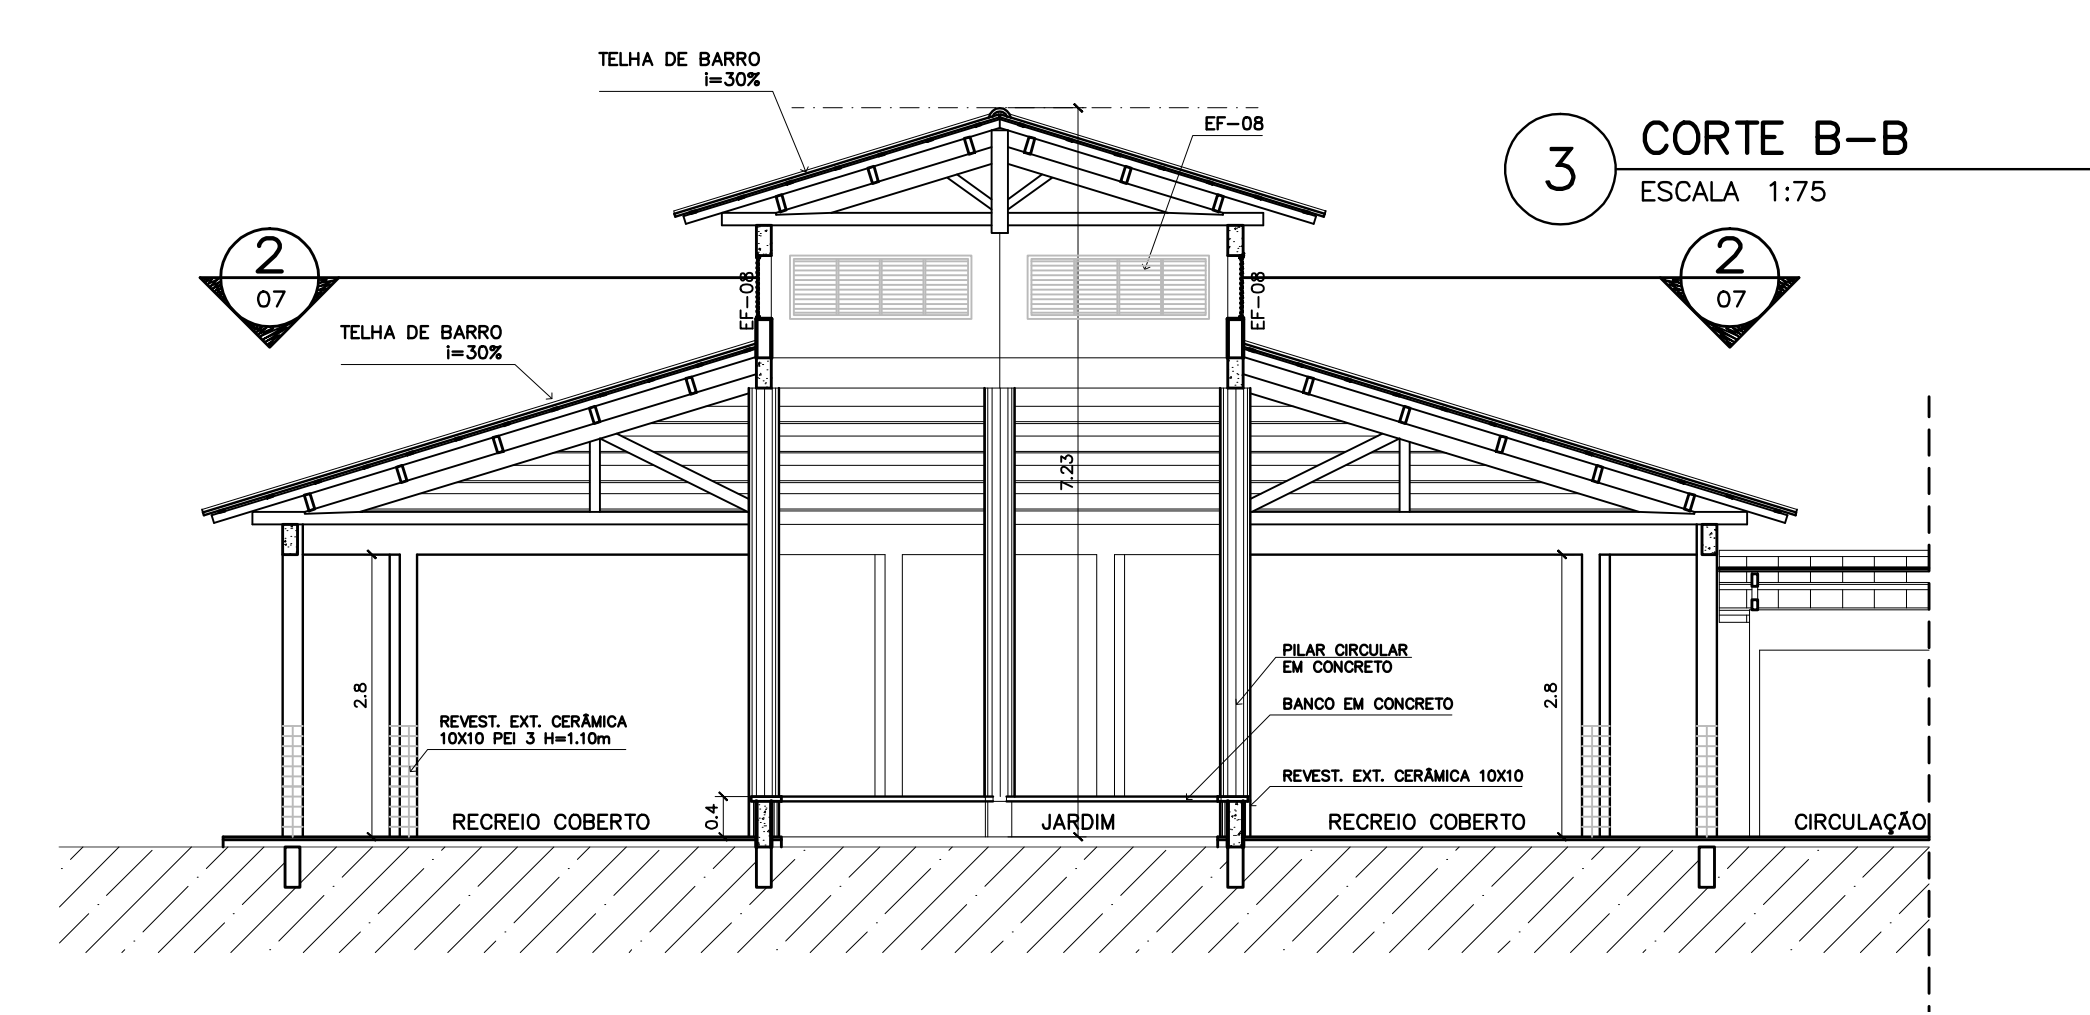 TELHA DE BARRO
i=30%
EF-08
3
CORTE B-B
ESCALA 1:75
2
07
EF-08
EF-08
2
07
TELHA DE BARRO
i=30%
7.23
2.8
REVEST. EXT. CERÂMICA
10X10 PEI 3 H=1.10m
PILAR CIRCULAR
EM CONCRETO
BANCO EM CONCRETO
2.8
REVEST. EXT. CERÂMICA 10X10
0.4
RECREIO COBERTO
JARDIM
RECREIO COBERTO
CIRCULAÇÃO